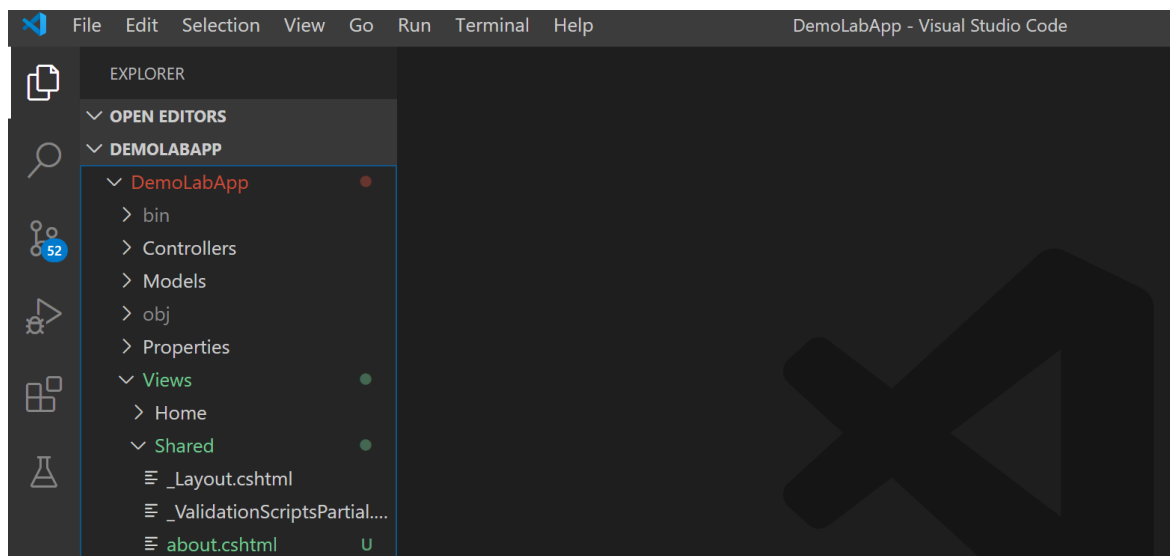 File Edit Selection View Go Run Terminal Help DemoLabApp - Visual Studio Code
EXPLORER
OPEN EDITORS
DEMOLABAPP
DemoLabApp
bin
52
Controllers
Models
obj
Properties
Views
Home
Shared
_Layout.cshtml
_ValidationScriptsPartial....
about.cshtml U